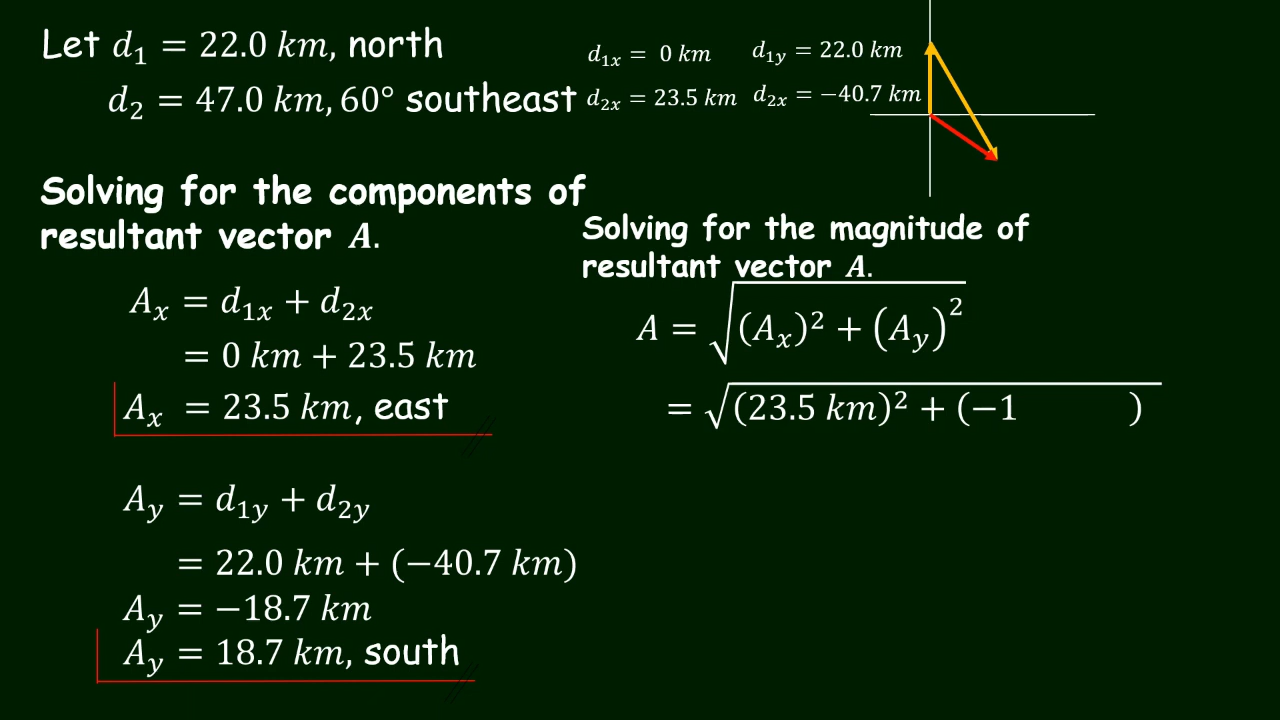 Let d₁ = 22.0 km, north
d₂ = 47.0 km, 60° southeast
d₁ₓ = 0 km d₁ᵧ = 22.0 km
d₂ₓ = 23.5 km d₂ₓ = −40.7 km
Solving for the components of
resultant vector A.
Aₓ = d₁ₓ + d₂ₓ
= 0 km + 23.5 km
Aₓ = 23.5 km, east
Aᵧ = d₁ᵧ + d₂ᵧ
= 22.0 km + (−40.7 km)
Aᵧ = −18.7 km
Aᵧ = 18.7 km, south
Solving for the magnitude of
resultant vector A.
A = √((Aₓ)² + (Aᵧ)²)
= √(23.5 km)² + (−1 )